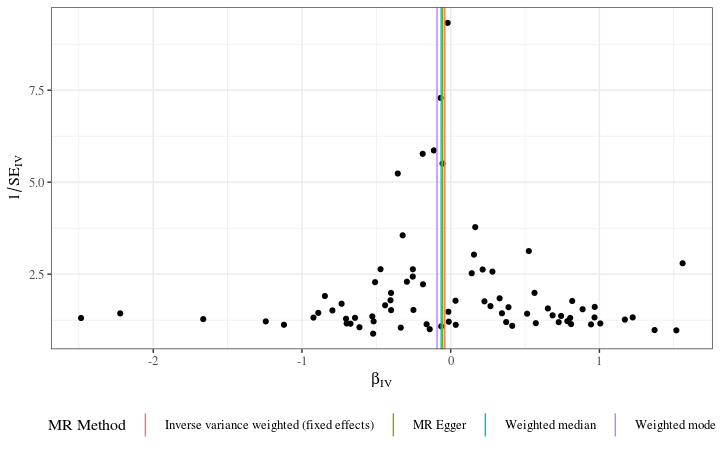 7.5
5.0
2.5
1/SE_IV
-2
-1
0
1
β_IV
MR Method
Inverse variance weighted (fixed effects)
MR Egger
Weighted median
Weighted mode